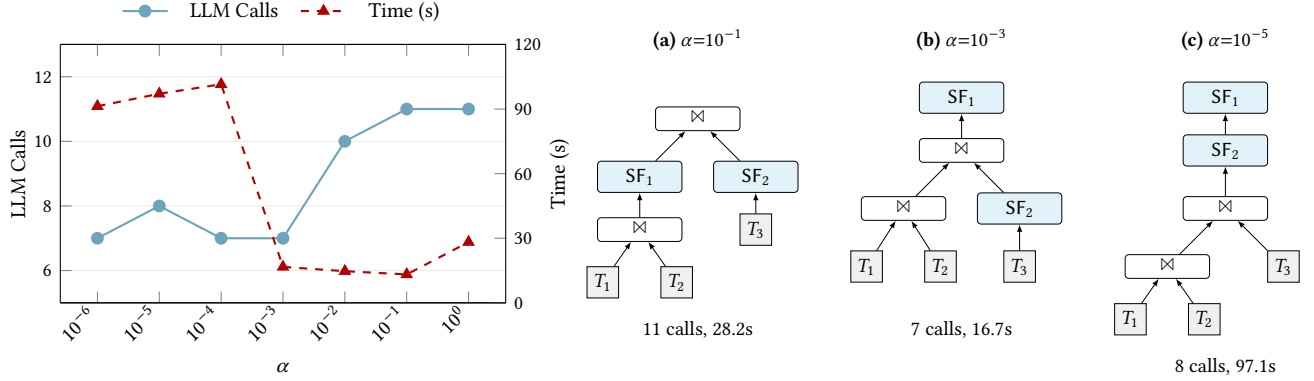 LLM Calls Time (s)
12
10
8
6
LLM Calls
120
90
60
30
0
Time (s)
10⁻⁶ 10⁻⁵ 10⁻⁴ 10⁻³ 10⁻² 10⁻¹ 10⁰
α
(a) α=10⁻¹
⋈
SF₁ SF₂
⋈ T₃
T₁ T₂
11 calls, 28.2s
(b) α=10⁻³
SF₁
⋈
⋈ SF₂
T₁ T₂ T₃
7 calls, 16.7s
(c) α=10⁻⁵
SF₁
SF₂
⋈
⋈ T₃
T₁ T₂
8 calls, 97.1s